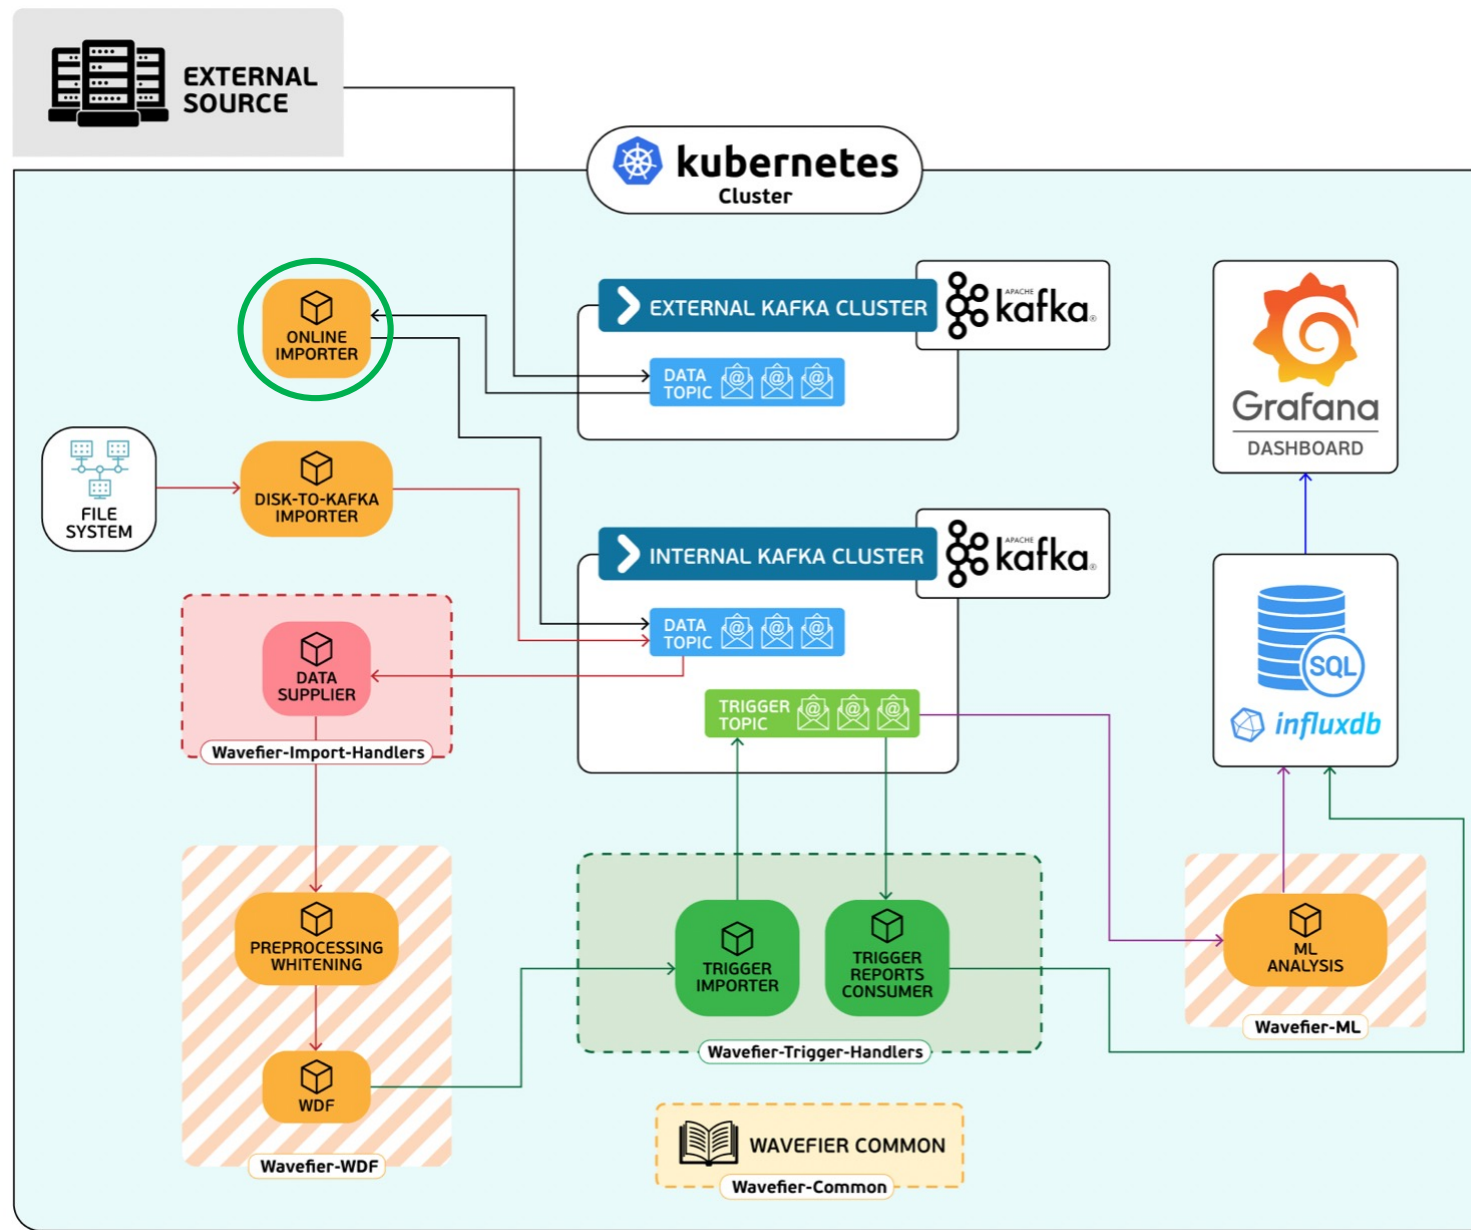 EXTERNAL
SOURCE
kubernetes
Cluster
ONLINE
IMPORTER
EXTERNAL KAFKA CLUSTER
APACHE
kafka®
DATA
TOPIC
Grafana
DASHBOARD
FILE
SYSTEM
DISK-TO-KAFKA
IMPORTER
INTERNAL KAFKA CLUSTER
APACHE
kafka®
DATA
TOPIC
DATA
SUPPLIER
Wavefier-Import-Handlers
TRIGGER
TOPIC
SQL
influxdb
PREPROCESSING
WHITENING
WDF
Wavefier-WDF
TRIGGER
IMPORTER
TRIGGER
REPORTS
CONSUMER
Wavefier-Trigger-Handlers
ML
ANALYSIS
Wavefier-ML
WAVEFIER COMMON
Wavefier-Common